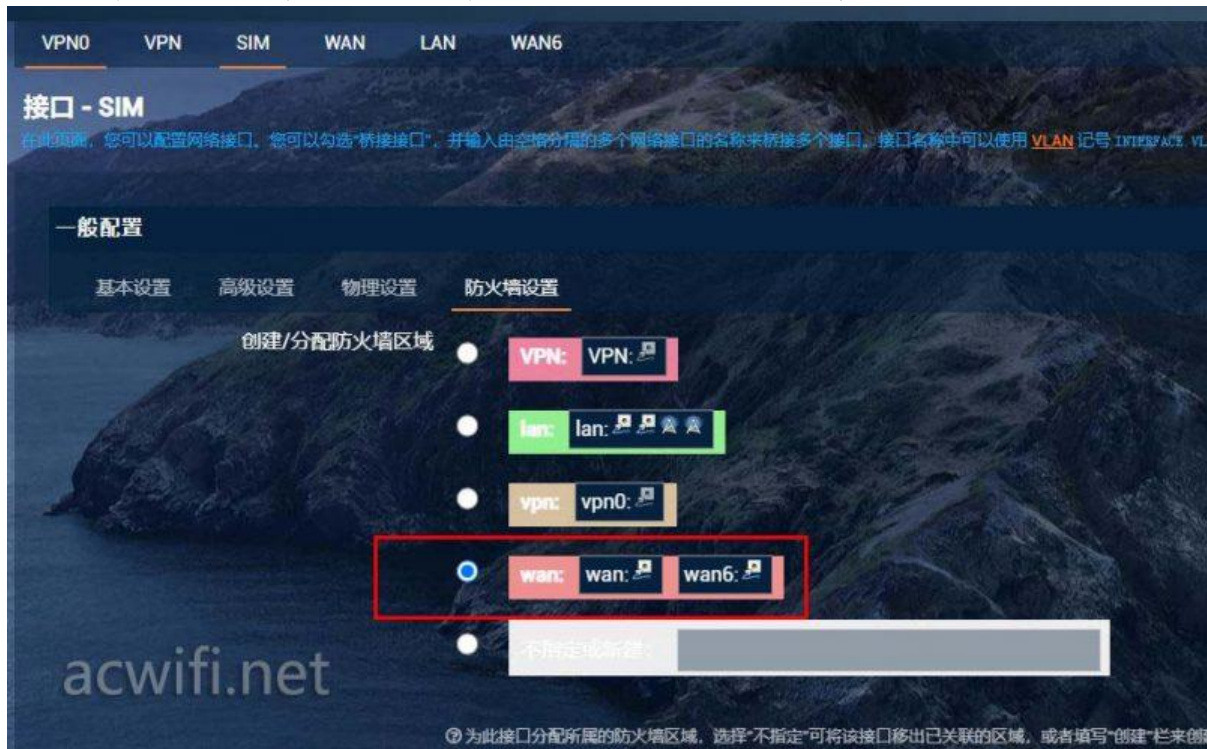 VPN0 VPN SIM WAN LAN WAN6
接口 - SIM
在此页面，您可以配置网络接口。您可以勾选“桥接接口”，并输入由空格分隔的多个网络接口的名称来桥接多个接口。接口名称中可以使用 VLAN 记号 INTERFACE VL
一般配置
基本设置 高级设置 物理设置 防火墙设置
创建/分配防火墙区域
VPN: VPN:
lan: lan:
vpn: vpn0:
wan: wan: wan6:
不指定或新建：
acwifi.net
为此接口分配所属的防火墙区域，选择“不指定”可将该接口移出已关联的区域，或者填写“创建”栏来创建